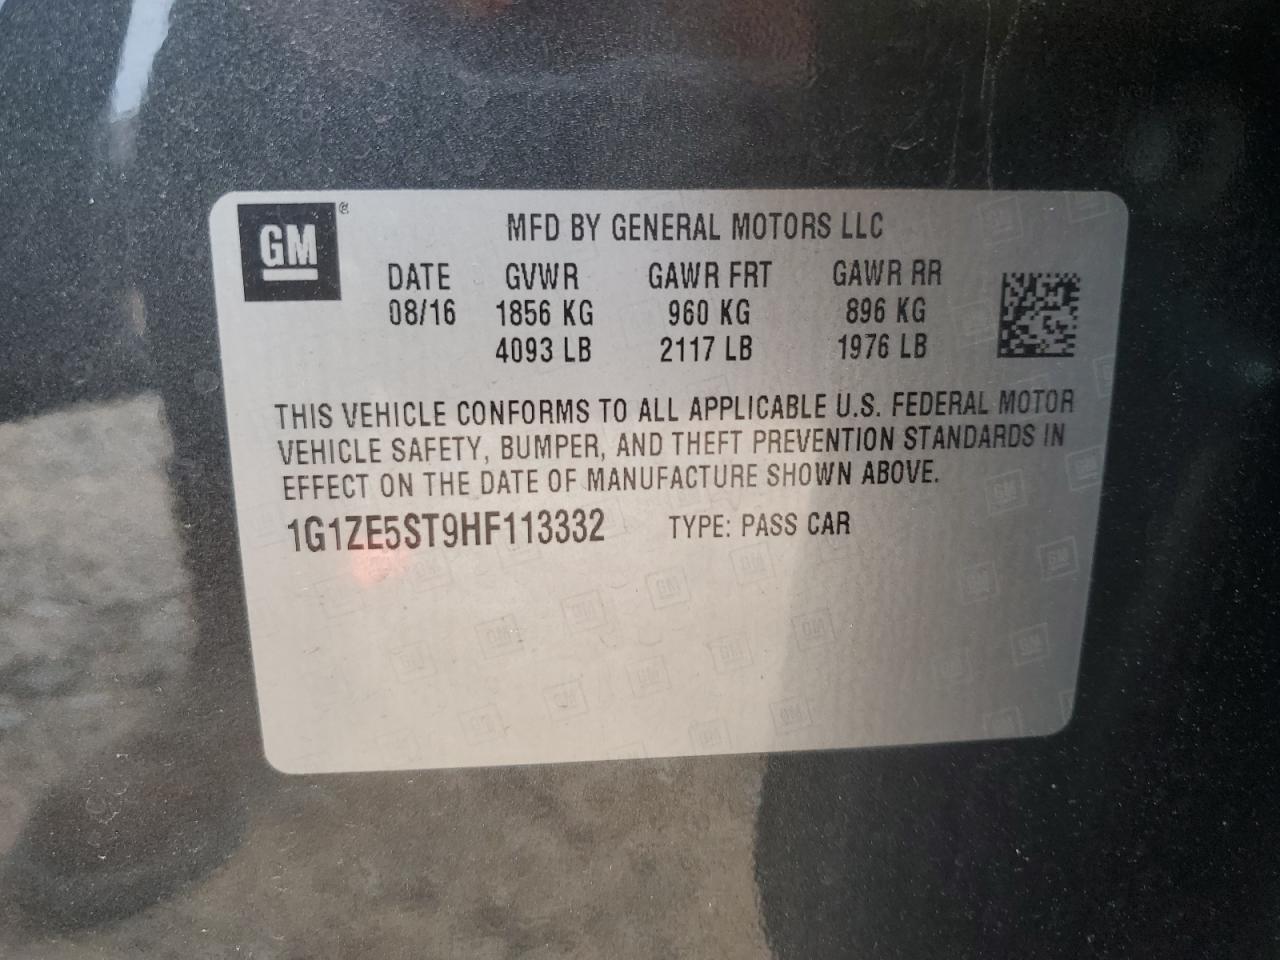 GM ®
MFD BY GENERAL MOTORS LLC
DATE GVWR GAWR FRT GAWR RR
08/16 1856 KG 960 KG 896 KG
4093 LB 2117 LB 1976 LB
THIS VEHICLE CONFORMS TO ALL APPLICABLE U.S. FEDERAL MOTOR
VEHICLE SAFETY, BUMPER, AND THEFT PREVENTION STANDARDS IN
EFFECT ON THE DATE OF MANUFACTURE SHOWN ABOVE.
1G1ZE5ST9HF113332 TYPE: PASS CAR